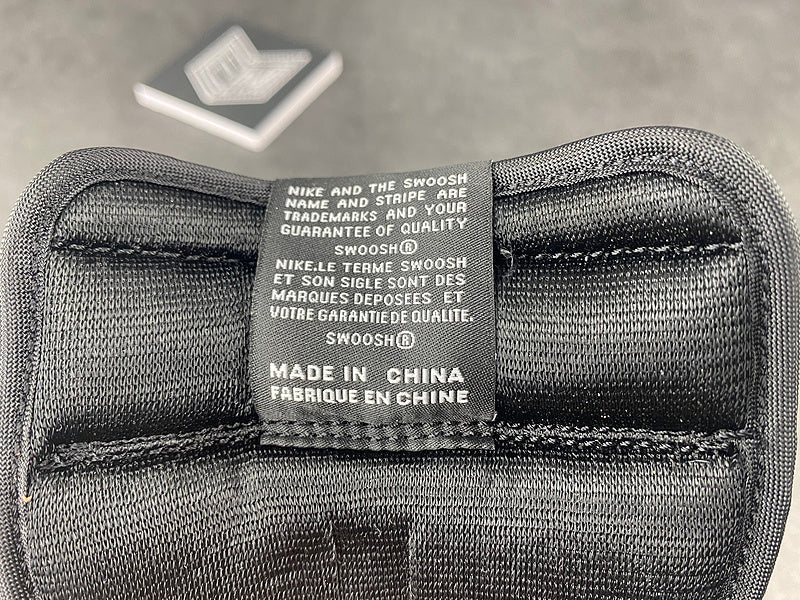 NIKE AND THE SWOOSH
NAME AND STRIPE ARE
TRADEMARKS AND YOUR
GUARANTEE OF QUALITY
SWOOSH®
NIKE.LE TERME SWOOSH
ET SON SIGLE SONT DES
MARQUES DEPOSEES ET
VOTRE GARANTIE DE QUALITE.
SWOOSH®
MADE IN CHINA
FABRIQUE EN CHINE